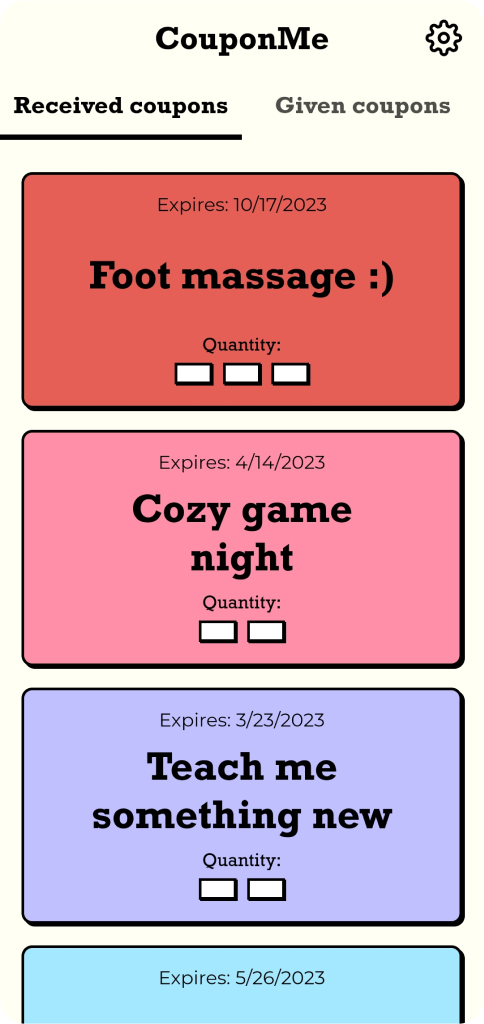 CouponMe
Received coupons
Given coupons
Expires: 10/17/2023
Foot massage :)
Quantity:
Expires: 4/14/2023
Cozy game
night
Quantity:
Expires: 3/23/2023
Teach me
something new
Quantity:
Expires: 5/26/2023